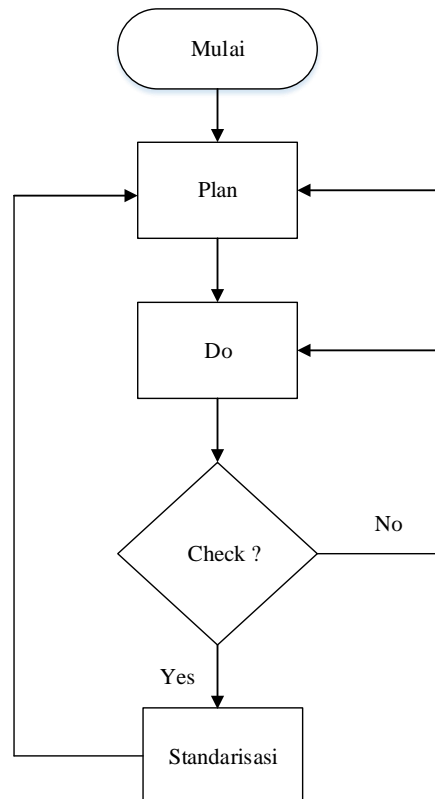 Mulai
Plan
Do
Check ?
No
Yes
Standarisasi